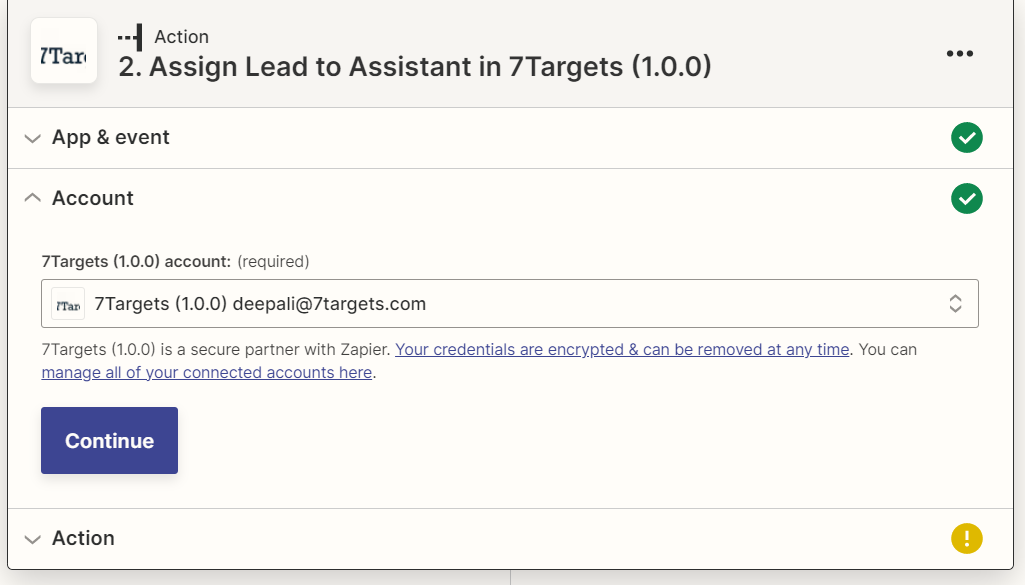 7Tar
Action
2. Assign Lead to Assistant in 7Targets (1.0.0)
App & event
Account
7Targets (1.0.0) account: (required)
7Tar
7Targets (1.0.0) deepali@7targets.com
7Targets (1.0.0) is a secure partner with Zapier. Your credentials are encrypted & can be removed at any time. You can
manage all of your connected accounts here.
Continue
Action